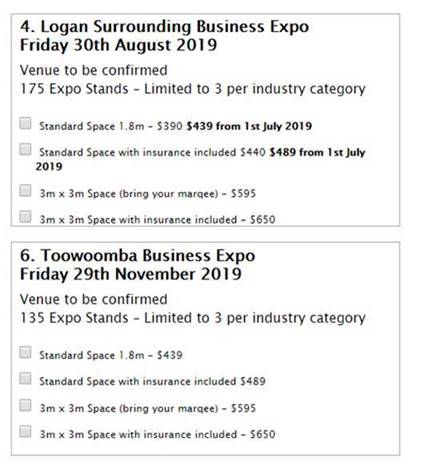 4. Logan Surrounding Business Expo
Friday 30th August 2019
Venue to be confirmed
175 Expo Stands - Limited to 3 per industry category
Standard Space 1.8m - $390 $439 from 1st July 2019
Standard Space with insurance included $440 $489 from 1st July
2019
3m x 3m Space (bring your marqee) - $595
3m x 3m Space with insurance included - $650
6. Toowoomba Business Expo
Friday 29th November 2019
Venue to be confirmed
135 Expo Stands - Limited to 3 per industry category
Standard Space 1.8m - $439
Standard Space with insurance included $489
3m x 3m Space (bring your marqee) - $595
3m x 3m Space with insurance included - $650